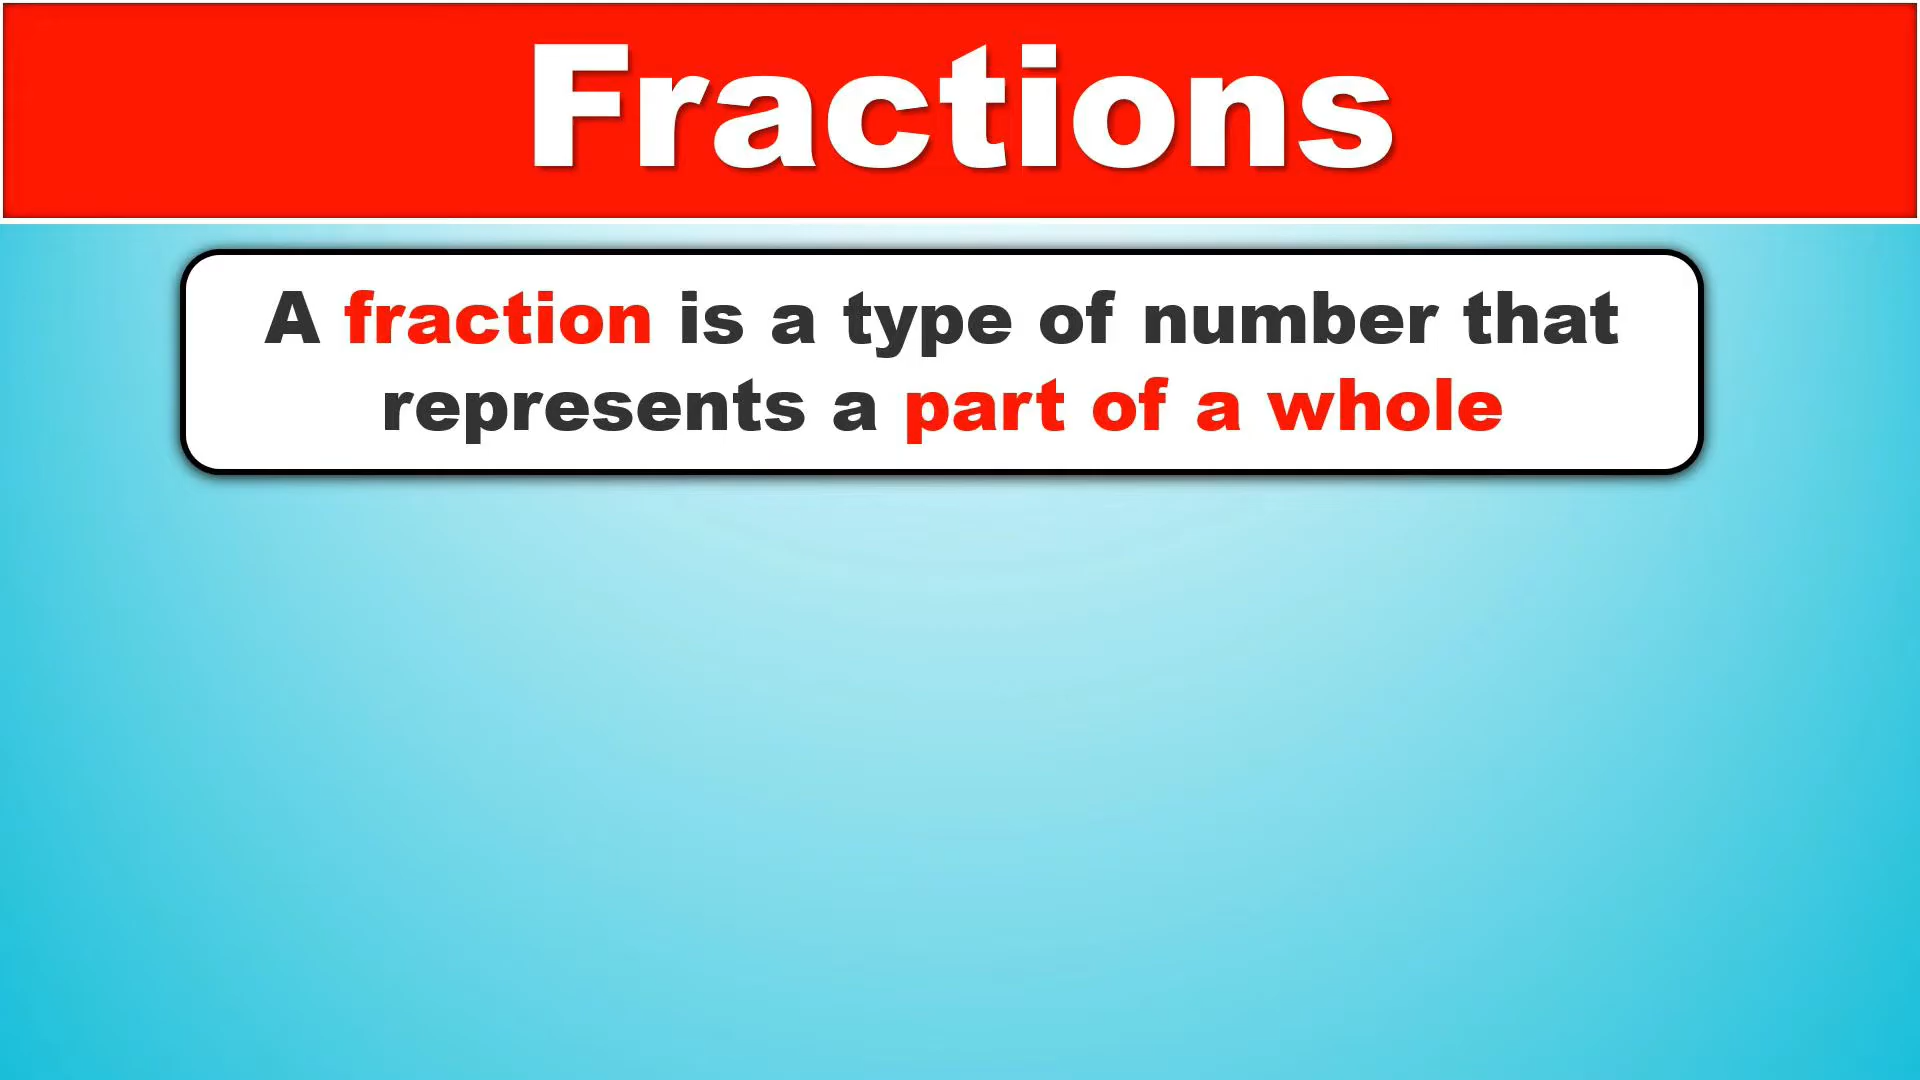 Fractions
A fraction is a type of number that
represents a part of a whole